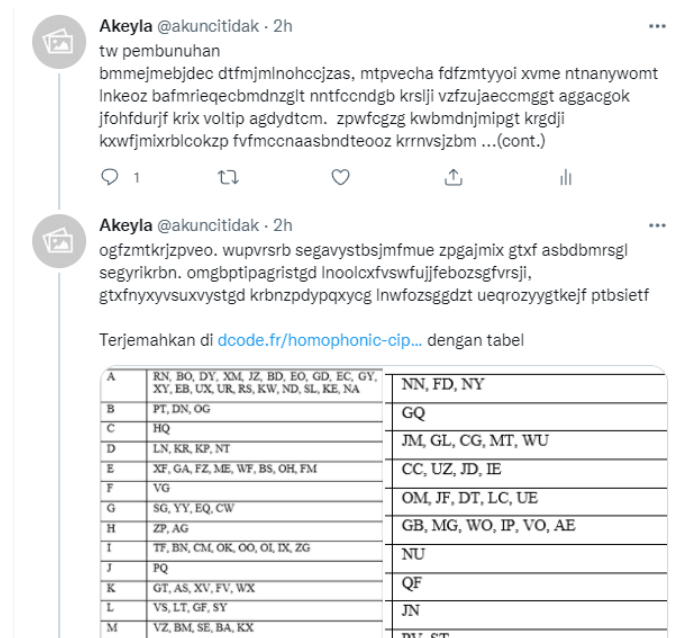 Akeyla @akuncitidak · 2h
tw pembunuhan
bmmejmebjdec dtfmjmlnohccjzas, mtpvecha fdfzmtyyoi xvme ntnanywomt
lnkeoz bafmrieqecbmdnzglt nntfccndgb krslji vzfzujaeccmggt aggacgok
jfohfdurjf krix voltip agdydtcm. zpwfcgzg kwbmdnjmipgt krgdji
kxwfjmixrblcokzp fvfmccnaasbndteooz krrnvsjzbm ...(cont.)
1
Akeyla @akuncitidak · 2h
ogfzmtkrjzpveo. wupvrsrb segavystbsjmfmue zpgajmix gtxf asbdbmrsgl
segyrikrbn. omgbptipagristgd lnoolcxfvswfujjfebozsgfvrsji,
gtxfnyxyvsuxvystgd krbnzpdypqxycg lnwfozsggdzt ueqrozyygtkejf ptbsietf
Terjemahkan di dcode.fr/homophonic-cip... dengan tabel
A RN, BO, DY, XM, JZ, BD, EO, GD, EC, GY,
XY, EB, UX, UR, RS, KW, ND, SL, KE, NA
B PT, DN, OG
C HQ
D LN, KR, KP, NT
E XF, GA, FZ, ME, WF, BS, OH, FM
F VG
G SG, YY, EQ, CW
H ZP, AG
I TF, BN, CM, OK, OO, OI, IX, ZG
J PQ
K GT, AS, XV, FV, WX
L VS, LT, GF, SY
M VZ, BM, SE, BA, KX
NN, FD, NY
GQ
JM, GL, CG, MT, WU
CC, UZ, JD, IE
OM, JF, DT, LC, UE
GB, MG, WO, IP, VO, AE
NU
QF
JN